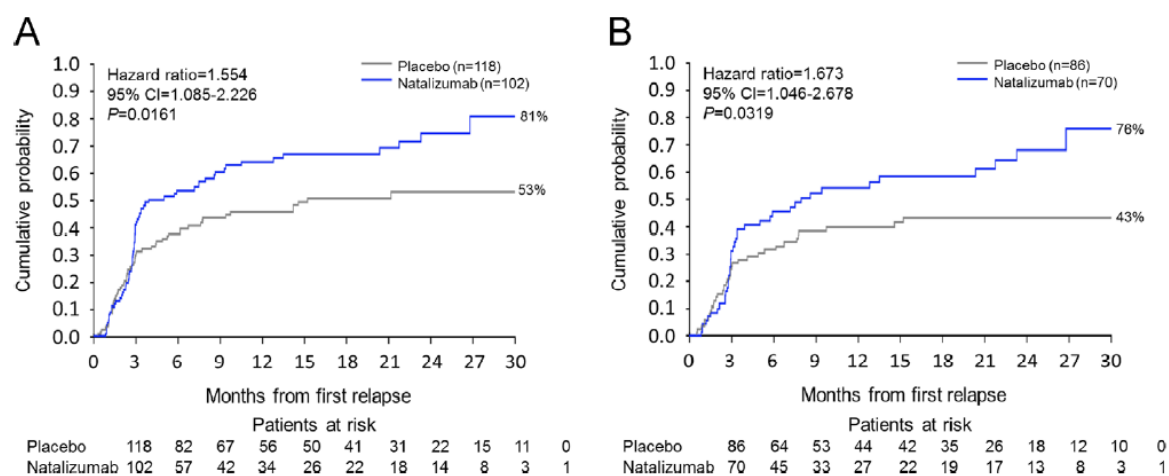 A
1.0
0.9
0.8
0.7
0.6
0.5
0.4
0.3
0.2
0.1
0.0
Cumulative probability
Hazard ratio=1.554
95% CI=1.085-2.226
P=0.0161
Placebo (n=118)
Natalizumab (n=102)
81%
53%
0 3 6 9 12 15 18 21 24 27 30
Months from first relapse
Patients at risk
Placebo 118 82 67 56 50 41 31 22 15 11 0
Natalizumab 102 57 42 34 26 22 18 14 8 3 1
B
1.0
0.9
0.8
0.7
0.6
0.5
0.4
0.3
0.2
0.1
0.0
Cumulative probability
Hazard ratio=1.673
95% CI=1.046-2.678
P=0.0319
Placebo (n=86)
Natalizumab (n=70)
76%
43%
0 3 6 9 12 15 18 21 24 27 30
Months from first relapse
Patients at risk
Placebo 86 64 53 44 42 35 26 18 12 10 0
Natalizumab 70 45 33 27 22 19 17 13 3 1